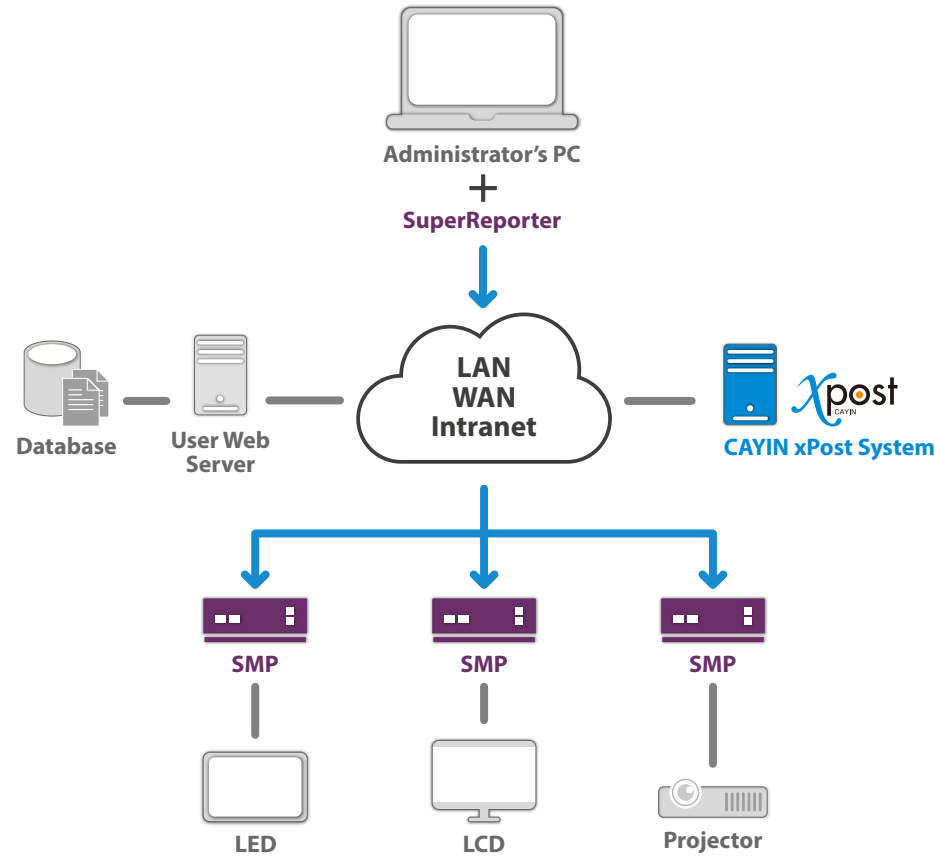 Administrator's PC
+
SuperReporter
LAN
WAN
Intranet
Database
User Web
Server
Xpost
CAYIN
CAYIN xPost System
SMP
SMP
SMP
LED
LCD
Projector